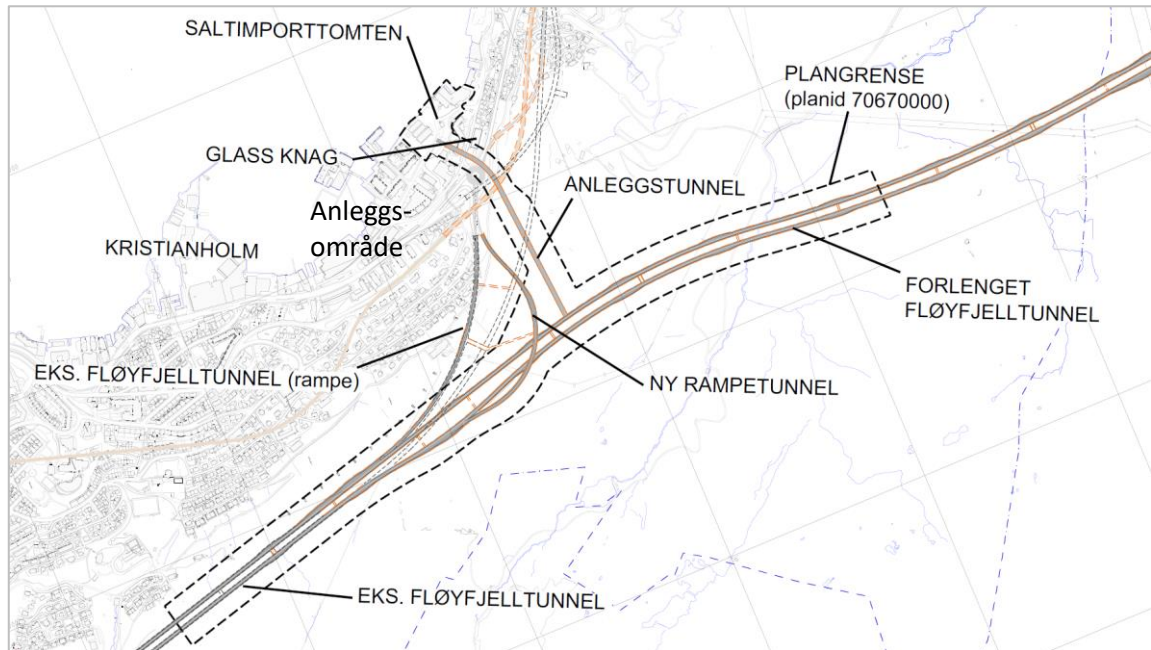 SALTIMPORTTOMTEN
PLANGRENSE
(planid 70670000)
GLASS KNAG
ANLEGGSTUNNEL
Anleggs-
område
KRISTIANHOLM
FORLENGET
FLØYFJELLTUNNEL
EKS. FLØYFJELLTUNNEL (rampe)
NY RAMPETUNNEL
EKS. FLØYFJELLTUNNEL